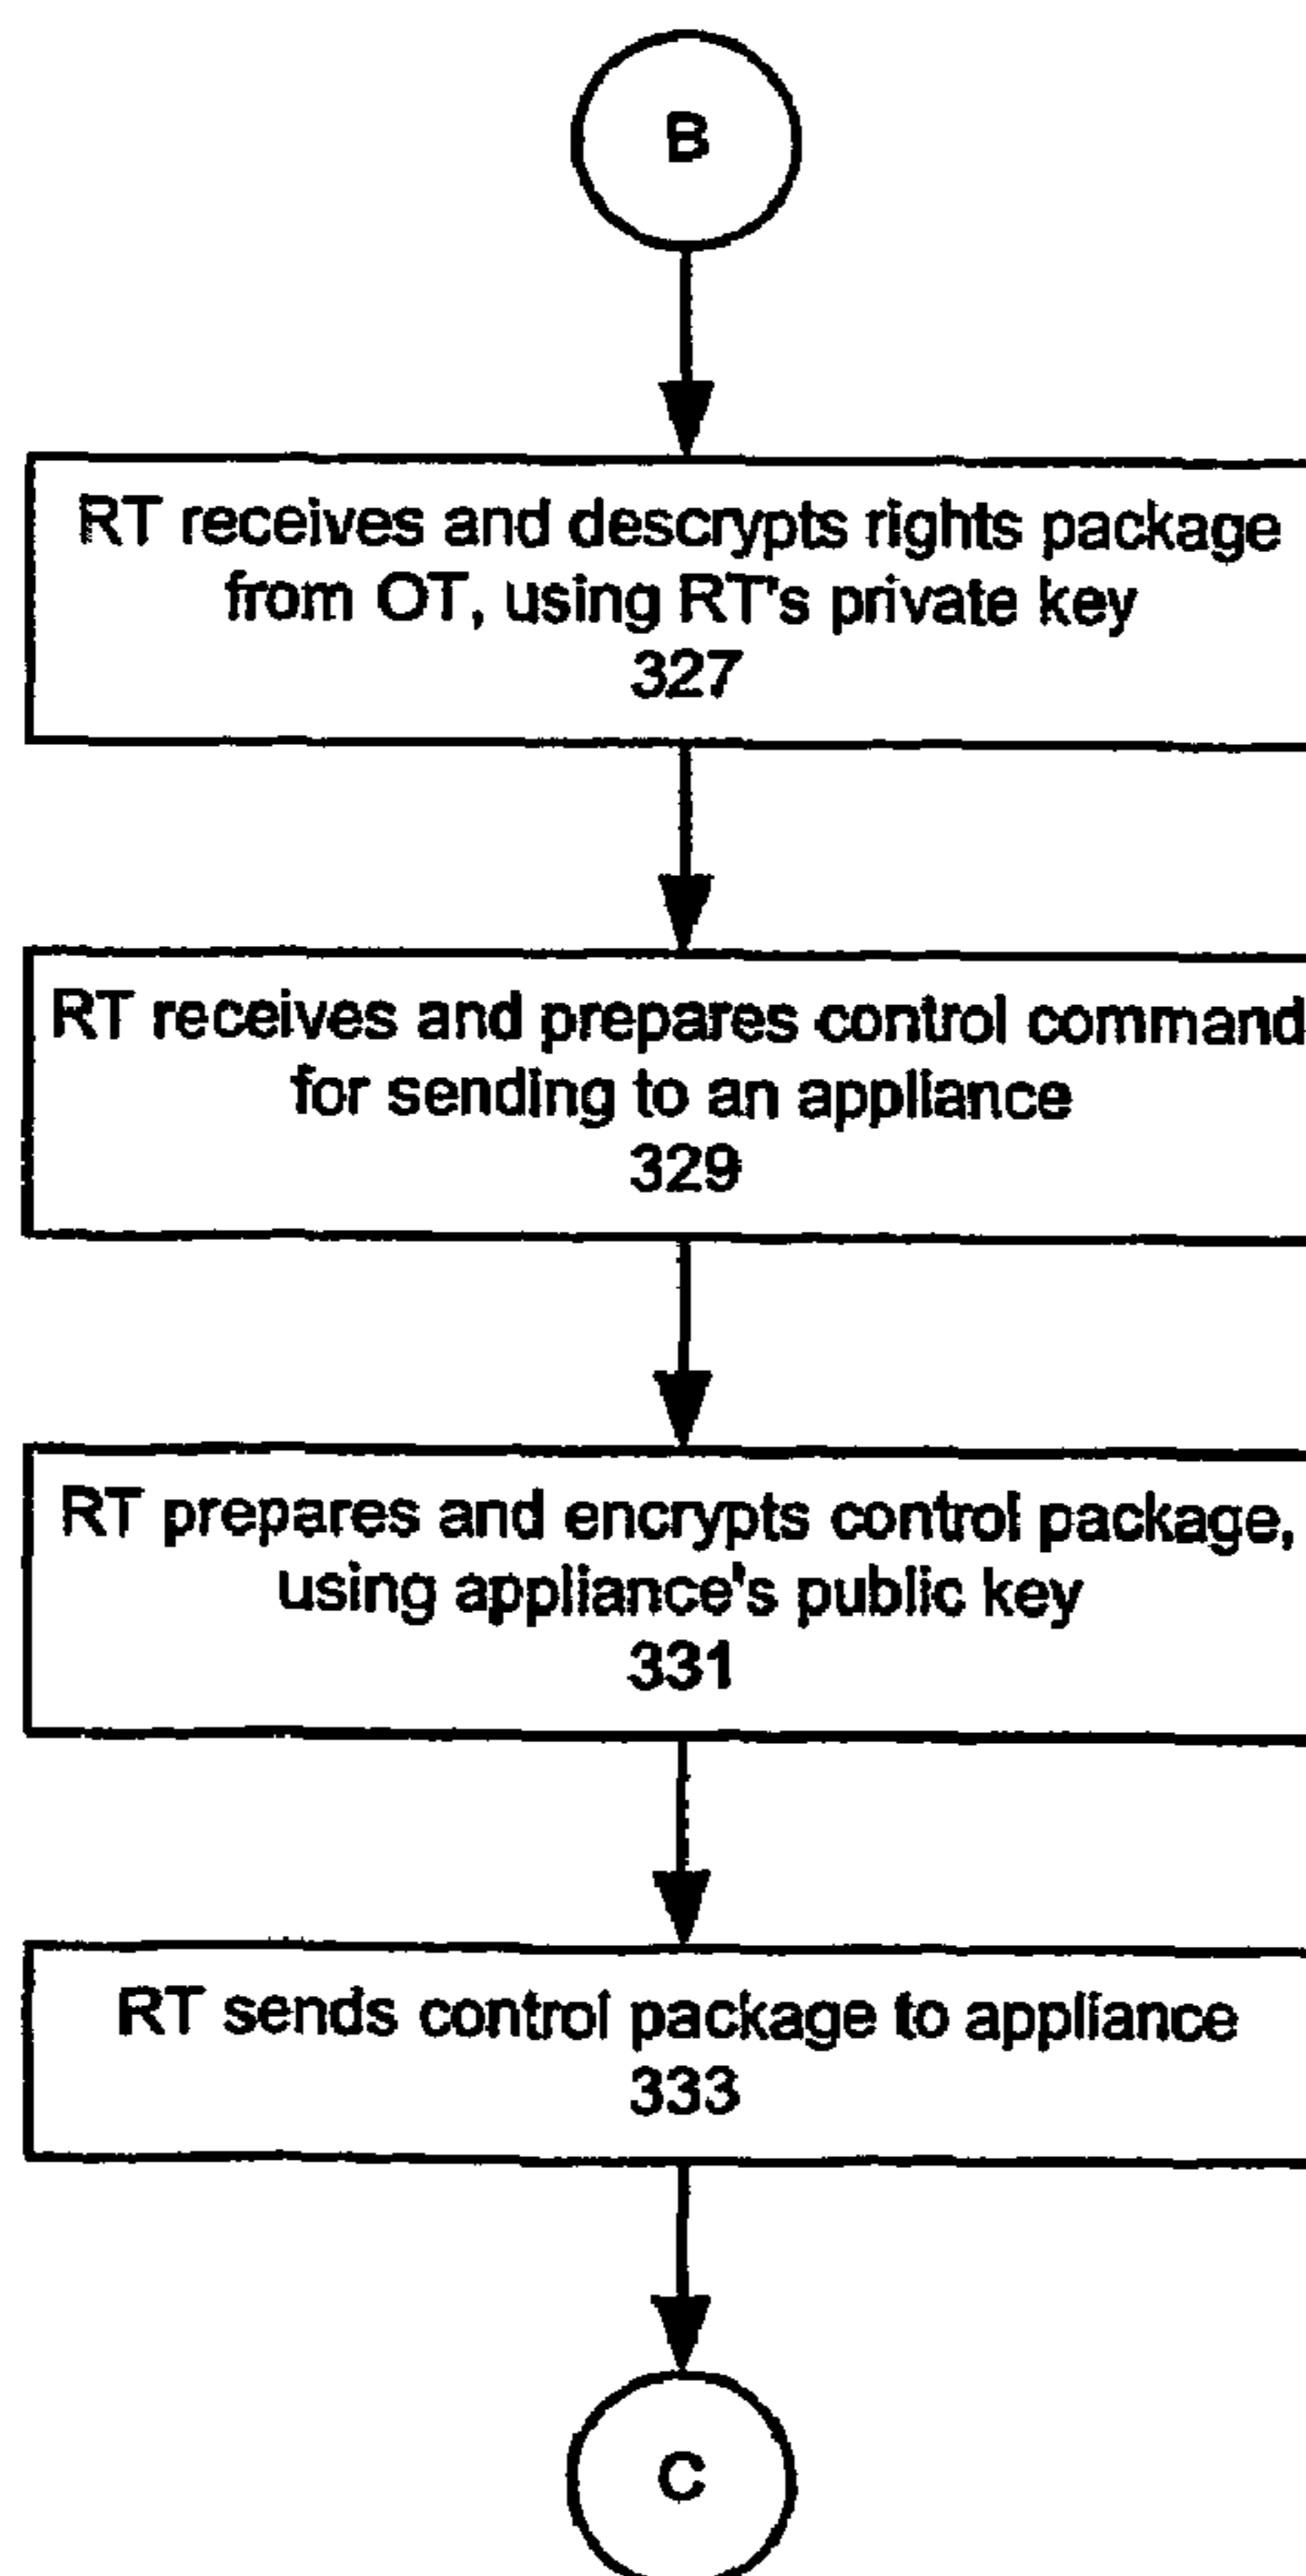 B
RT receives and descrypts rights package
from OT, using RT's private key
327
RT receives and prepares control command
for sending to an appliance
329
RT prepares and encrypts control package,
using appliance's public key
331
RT sends control package to appliance
333
C